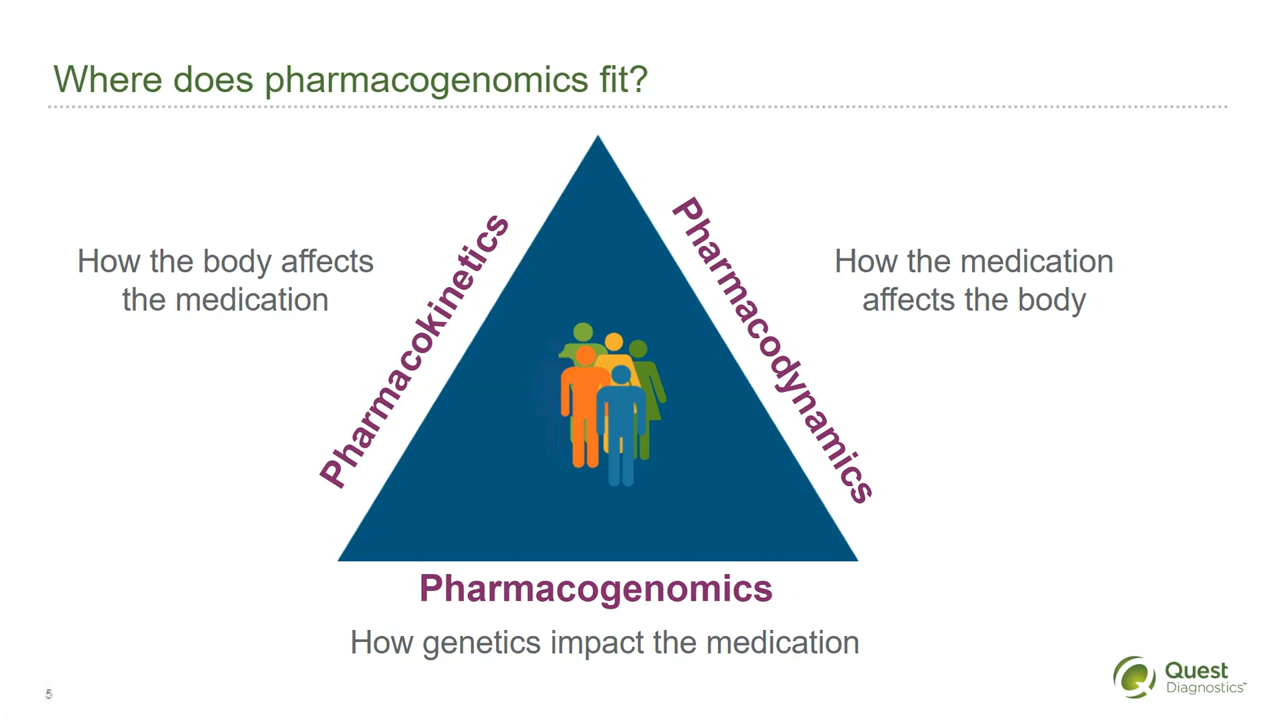 Where does pharmacogenomics fit?
How the body affects
the medication
Pharmacokinetics
Pharmacodynamics
How the medication
affects the body
Pharmacogenomics
How genetics impact the medication
5
Quest
Diagnostics™